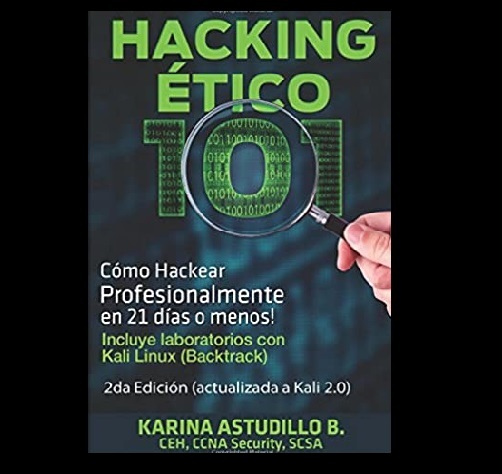 HACKING
ÉTICO
101
Cómo Hackear
Profesionalmente
en 21 días o menos!
Incluye laboratorios con
Kali Linux (Backtrack)
2da Edición (actualizada a Kali 2.0)
KARINA ASTUDILLO B.
CEH, CCNA Security, SCSA